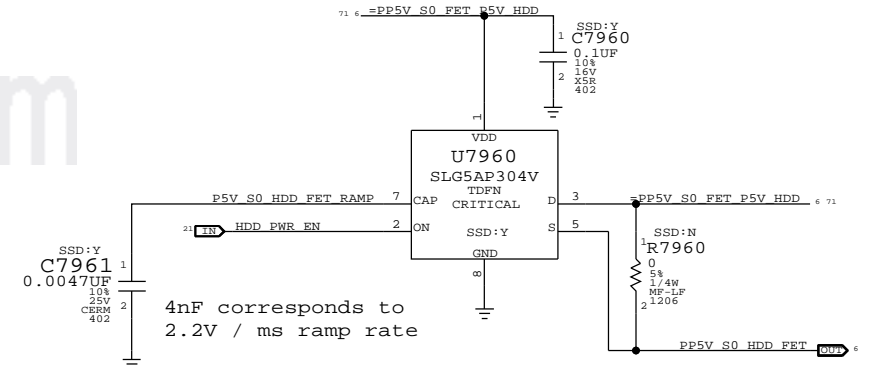 71 6 =PP5V_S0_FET_P5V_HDD
SSD:Y
1 C7960
0.1UF
10%
16V
2 X5R
402
1
VDD
U7960
SLG5AP304V
TDFN
CRITICAL
P5V_S0_HDD_FET_RAMP 7 CAP
D 3 =PP5V_S0_FET_P5V_HDD 6 71
21 IN HDD_PWR_EN 2 ON
SSD:Y
S 5
GND
8
SSD:N
1 R7960
0
5%
1/4W
MF-LF
2 1206
SSD:Y
C7961 1
0.0047UF
10%
25V
CERM 2
402
4nF corresponds to
2.2V / ms ramp rate
PP5V_S0_HDD_FET OUT 6
m